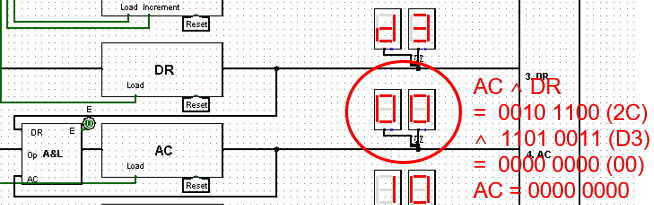 Load Increment
Reset
d3
DR
Load
Reset
3. DR
00
E
DR
E
Op A&L
AC
AC
Load
Reset
4. AC
10
AC ^ DR
= 0010 1100 (2C)
^ 1101 0011 (D3)
= 0000 0000 (00)
AC = 0000 0000